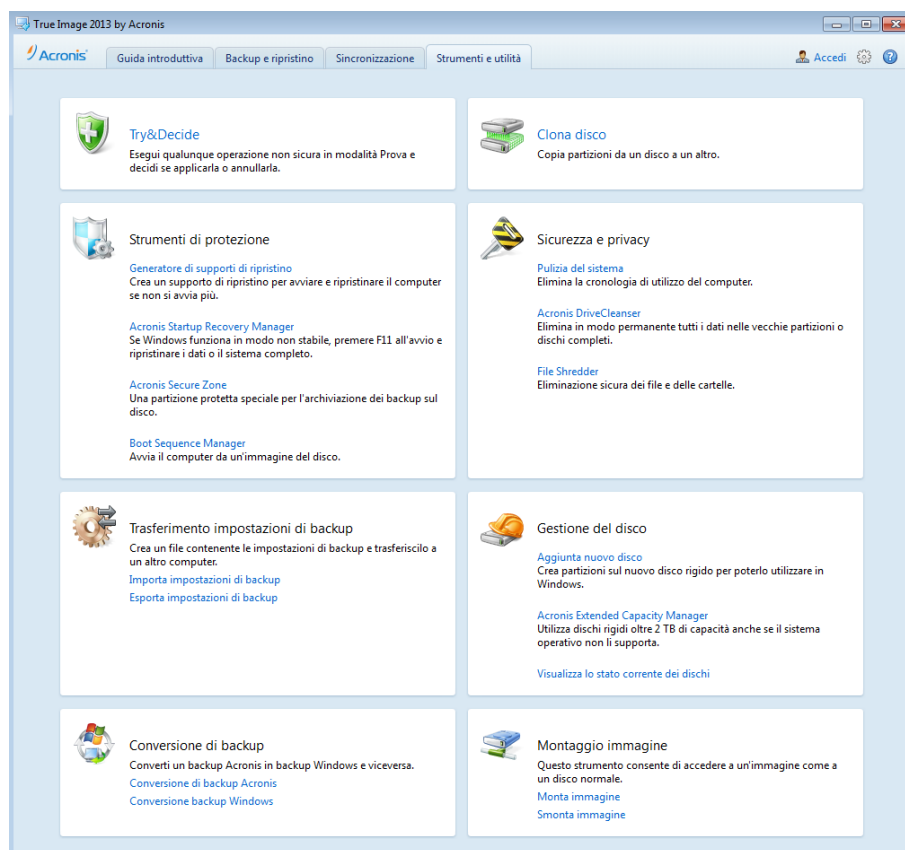 True Image 2013 by Acronis
Acronis
Guida introduttiva
Backup e ripristino
Sincronizzazione
Strumenti e utilità
Accedi
Try&Decide
Esegui qualunque operazione non sicura in modalità Prova e
decidi se applicarla o annullarla.
Clona disco
Copia partizioni da un disco a un altro.
Strumenti di protezione
Generatore di supporti di ripristino
Crea un supporto di ripristino per avviare e ripristinare il computer
se non si avvia più.
Acronis Startup Recovery Manager
Se Windows funziona in modo non stabile, premere F11 all'avvio e
ripristinare i dati o il sistema completo.
Acronis Secure Zone
Una partizione protetta speciale per l'archiviazione dei backup sul
disco.
Boot Sequence Manager
Avvia il computer da un'immagine del disco.
Sicurezza e privacy
Pulizia del sistema
Elimina la cronologia di utilizzo del computer.
Acronis DriveCleanser
Elimina in modo permanente tutti i dati nelle vecchie partizioni o
dischi completi.
File Shredder
Eliminazione sicura dei file e delle cartelle.
Trasferimento impostazioni di backup
Crea un file contenente le impostazioni di backup e trasferiscilo a
un altro computer.
Importa impostazioni di backup
Esporta impostazioni di backup
Gestione del disco
Aggiunta nuovo disco
Crea partizioni sul nuovo disco rigido per poterlo utilizzare in
Windows.
Acronis Extended Capacity Manager
Utilizza dischi rigidi oltre 2 TB di capacità anche se il sistema
operativo non li supporta.
Visualizza lo stato corrente dei dischi
Conversione di backup
Converti un backup Acronis in backup Windows e viceversa.
Conversione di backup Acronis
Conversione backup Windows
Montaggio immagine
Questo strumento consente di accedere a un'immagine come a
un disco normale.
Monta immagine
Smonta immagine